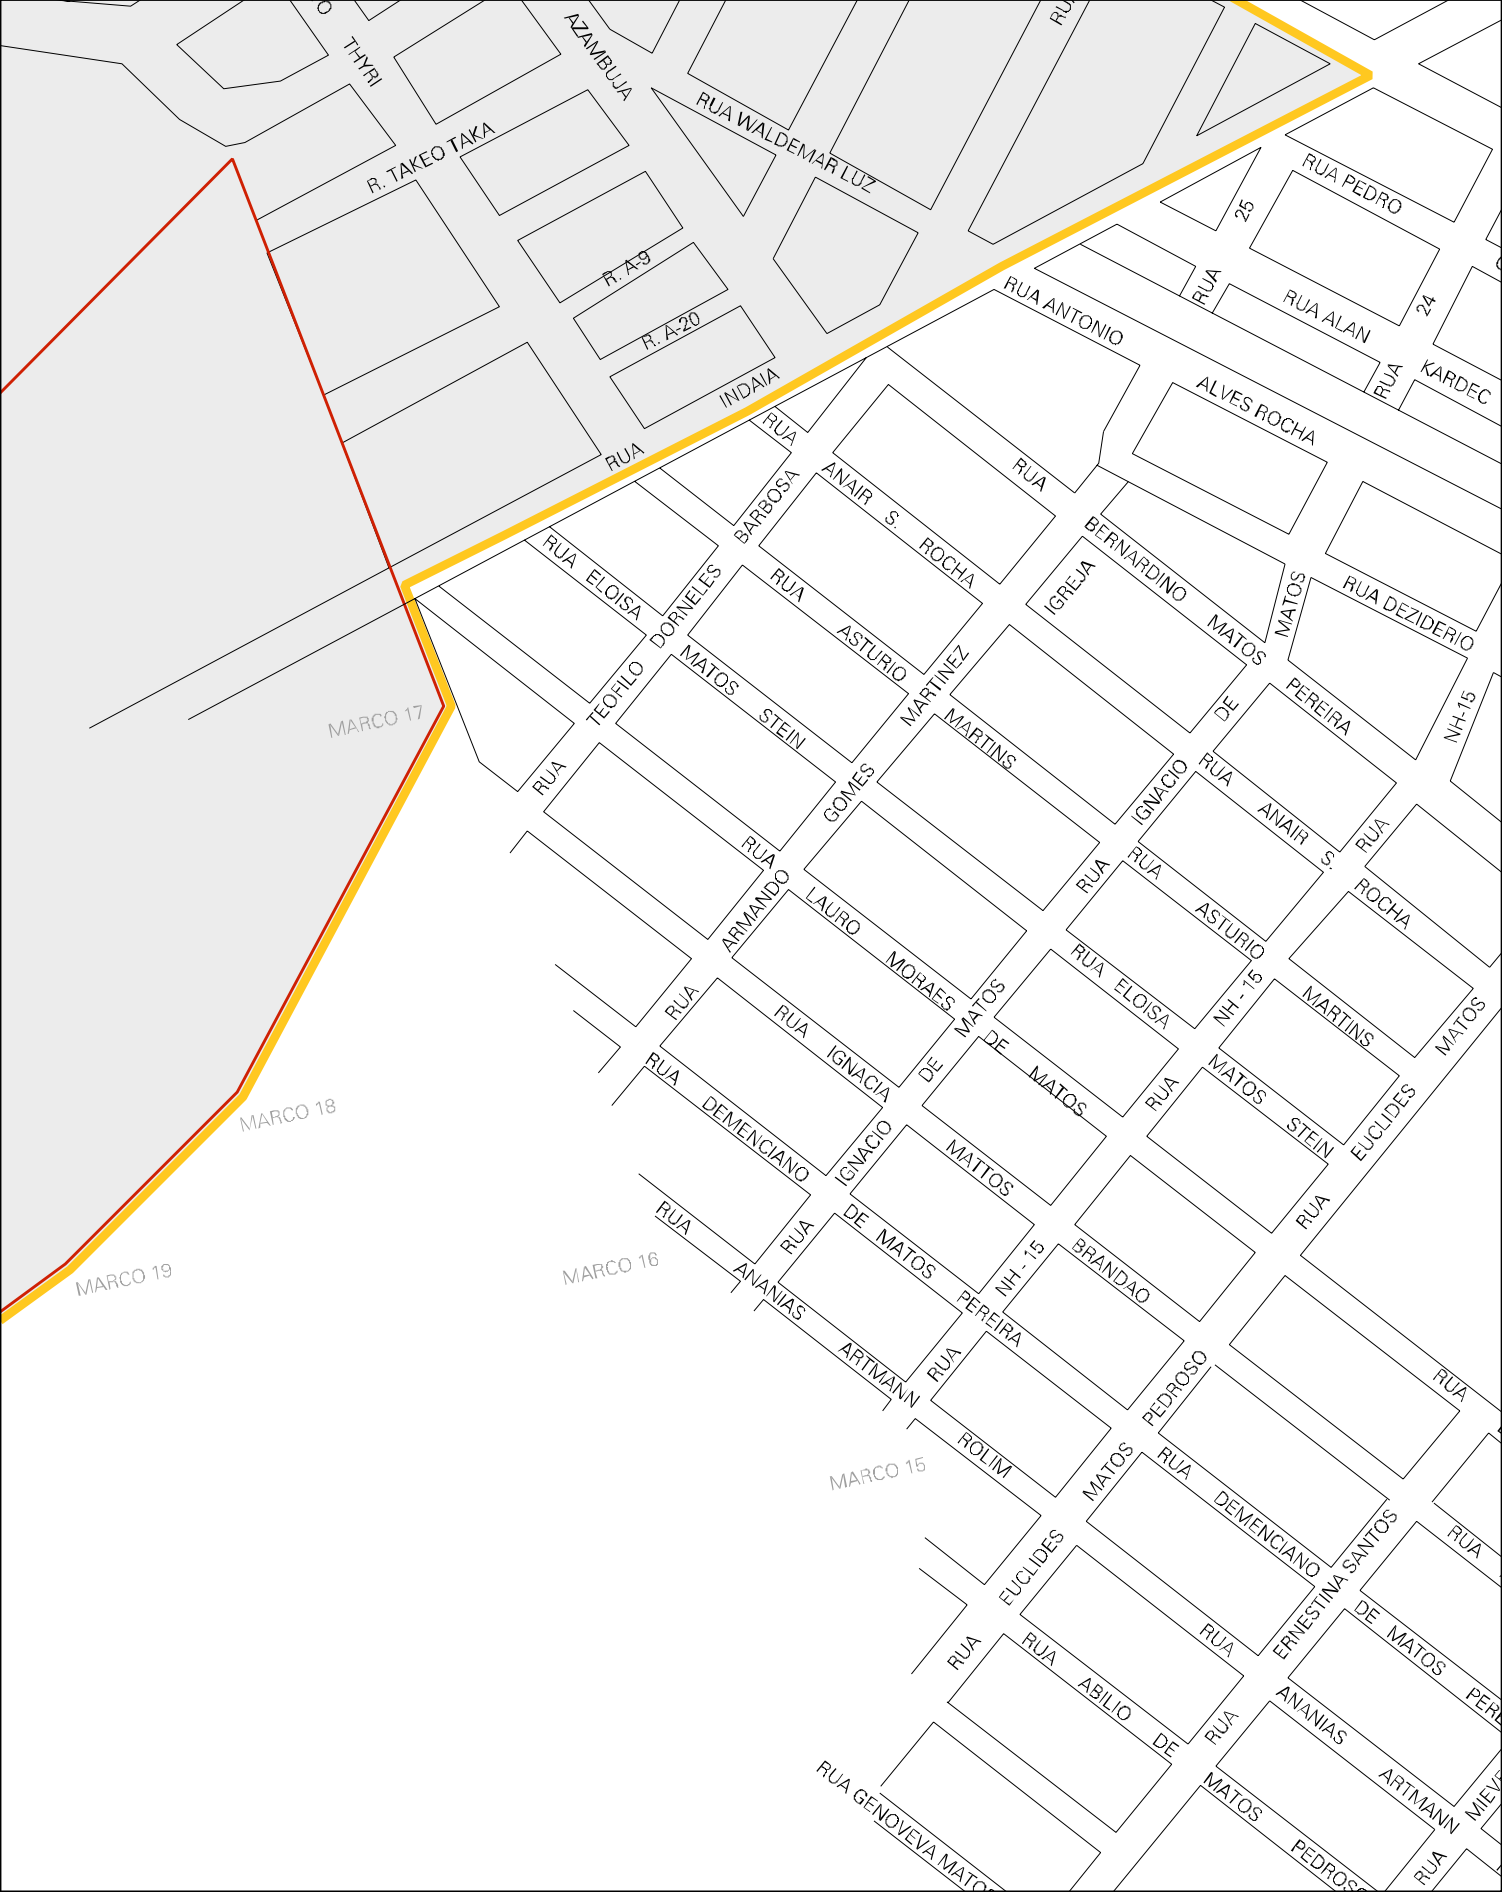 THYRI
AZAMBUJA
R. TAKEO TAKA
RUA WALDEMAR LUZ
R. A-9
R. A-20
RUA INDAIA
RUA PEDRO
25
RUA
RUA ALAN
24
KARDEC
RUA
RUA ANTONIO
ALVES ROCHA
RUA
BARBOSA
DORNELES
TEOFILO
RUA
RUA
ANAIR S. ROCHA
RUA
BERNARDINO MATOS
PEREIRA
IGREJA
MATOS
DE
IGNACIO
RUA
RUA DEZIDERIO
NH-15
RUA ELOISA
MATOS STEIN
RUA ASTURIO
MARTINS
MARTINEZ
GOMES
ARMANDO
RUA
RUA
LAURO MORAES
DE MATOS
RUA ANAIR S.
ROCHA
RUA
RUA ASTURIO
MARTINS
RUA ELOISA
MATOS STEIN
NH - 15
RUA
MATOS
EUCLIDES
RUA
MARCO 17
MARCO 18
MARCO 19
MARCO 16
MARCO 15
RUA IGNACIA
MATTOS
BRANDAO
MATOS
DE
IGNACIO
RUA
RUA DEMENCIANO
DE MATOS
PEREIRA
NH - 15
RUA
RUA
ANANIAS ARTMANN
ROLIM
PEDROSO
MATOS
EUCLIDES
RUA
RUA
RUA DEMENCIANO
DE MATOS
RUA
ERNESTINA SANTOS
RUA
RUA
ANANIAS ARTMANN
RUA ABILIO DE
MATOS PEDROSO
RUA
RUA GENOVEVA MATOS